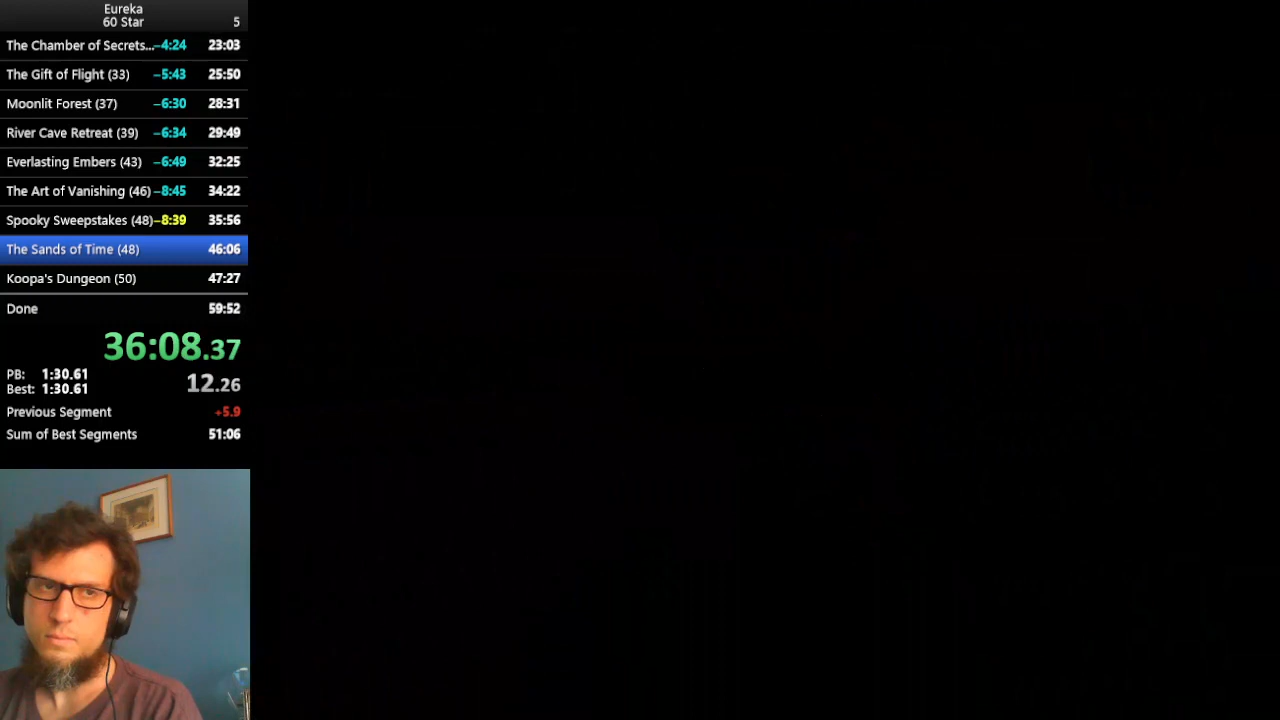 Eureka
60 Star 5
The Chamber of Secrets... -4:24 23:03
The Gift of Flight (33) -5:43 25:50
Moonlit Forest (37) -6:30 28:31
River Cave Retreat (39) -6:34 29:49
Everlasting Embers (43) -6:49 32:25
The Art of Vanishing (46) -8:45 34:22
Spooky Sweepstakes (48) -8:39 35:56
The Sands of Time (48) 46:06
Koopa's Dungeon (50) 47:27
Done 59:52
36:08.37
PB: 1:30.61
Best: 1:30.61
12.26
Previous Segment +5.9
Sum of Best Segments 51:06